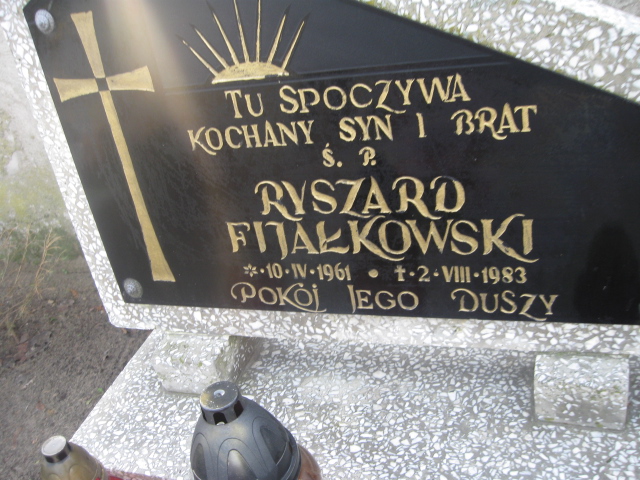 TU SPOCZYWA
KOCHANY SYN I BRAT
Ś. P.
RYSZARD
FIJAŁKOWSKI
*·10·IV·1961 • †·2·VIII·1983
POKÓJ JEGO DUSZY